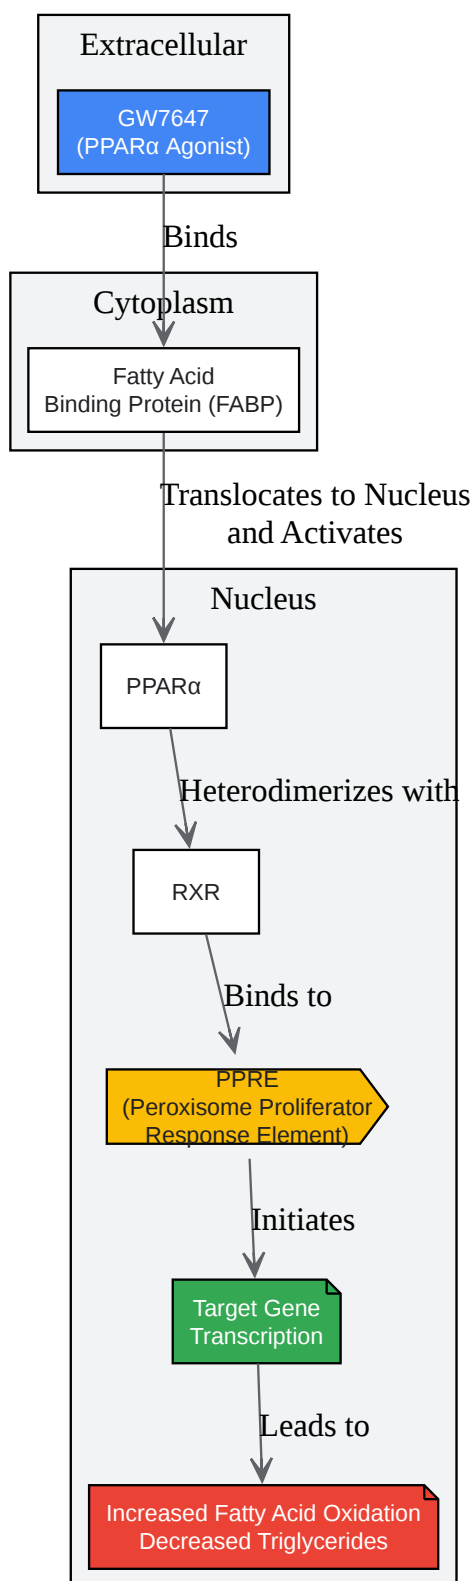 Extracellular
GW7647
(PPARα Agonist)
Binds
Cytoplasm
Fatty Acid
Binding Protein (FABP)
Translocates to Nucleus
and Activates
Nucleus
PPARα
Heterodimerizes with
RXR
Binds to
PPRE
(Peroxisome Proliferator
Response Element)
Initiates
Target Gene
Transcription
Leads to
Increased Fatty Acid Oxidation
Decreased Triglycerides